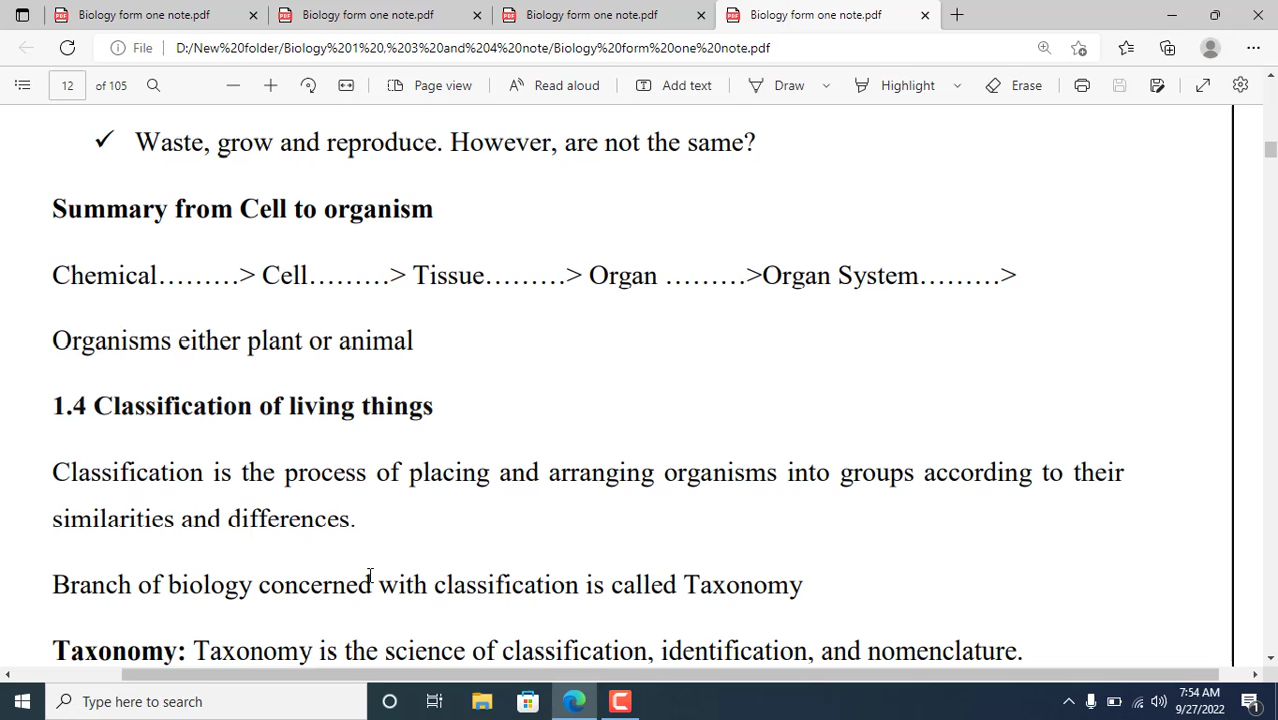 Biology form one note.pdf
Biology form one note.pdf
Biology form one note.pdf
Biology form one note.pdf
File D:/New%20folder/Biology%201%20,%203%20and%204%20note/Biology%20form%20one%20note.pdf
12 of 105 Page view Read aloud Add text Draw Highlight Erase
✓ Waste, grow and reproduce. However, are not the same?
Summary from Cell to organism
Chemical………> Cell………> Tissue………> Organ ………>Organ System………>
Organisms either plant or animal
1.4 Classification of living things
Classification is the process of placing and arranging organisms into groups according to their
similarities and differences.
Branch of biology concerned with classification is called Taxonomy
Taxonomy: Taxonomy is the science of classification, identification, and nomenclature.
Type here to search
7:54 AM
9/27/2022
1